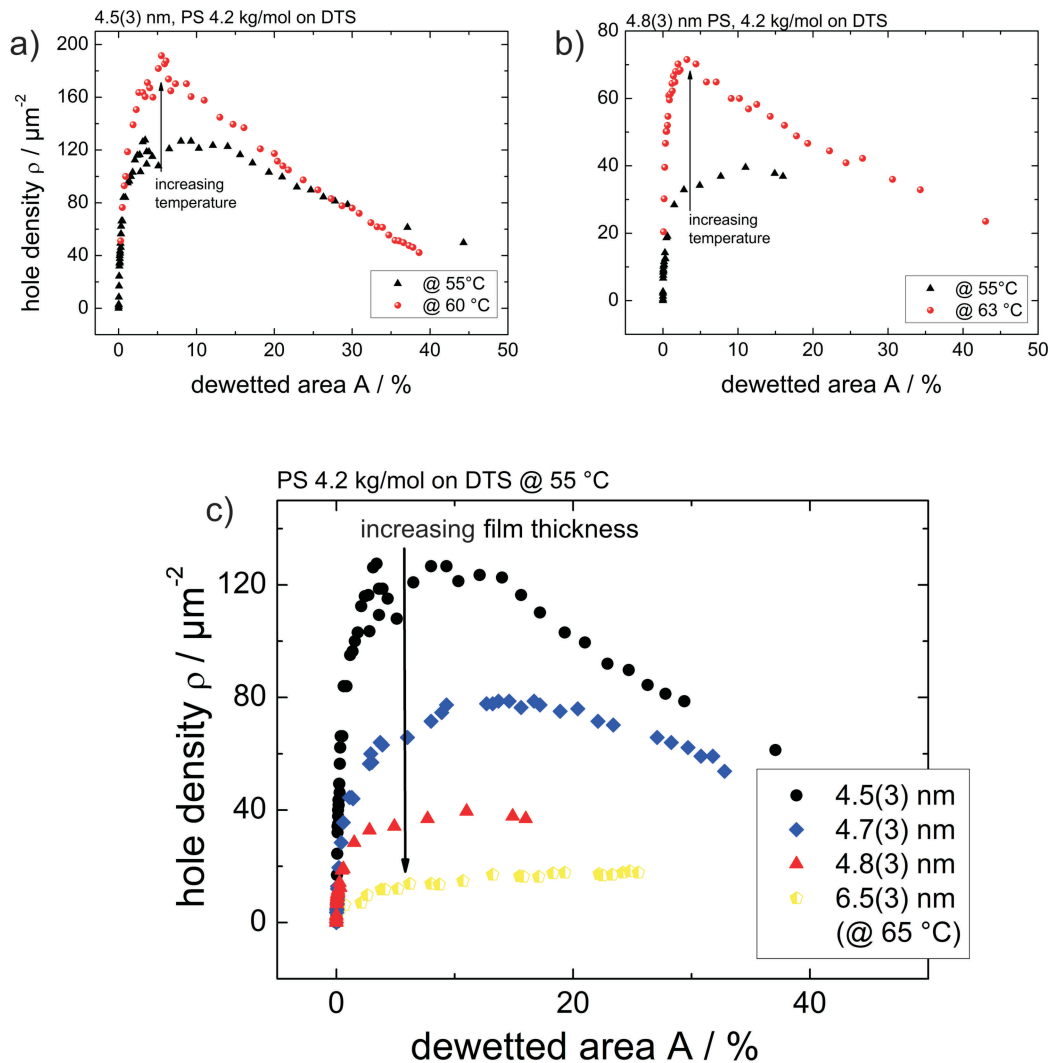 4.5(3) nm, PS 4.2 kg/mol on DTS
a)
200
160
120
80
40
0
hole density ρ / µm⁻²
increasing
temperature
@ 55°C
@ 60 °C
0 10 20 30 40 50
dewetted area A / %
4.8(3) nm PS, 4.2 kg/mol on DTS
b)
80
60
40
20
0
increasing
temperature
@ 55°C
@ 63 °C
0 10 20 30 40 50
dewetted area A / %
PS 4.2 kg/mol on DTS @ 55 °C
c)
increasing film thickness
120
80
40
0
hole density ρ / µm⁻²
4.5(3) nm
4.7(3) nm
4.8(3) nm
6.5(3) nm
(@ 65 °C)
0 20 40
dewetted area A / %